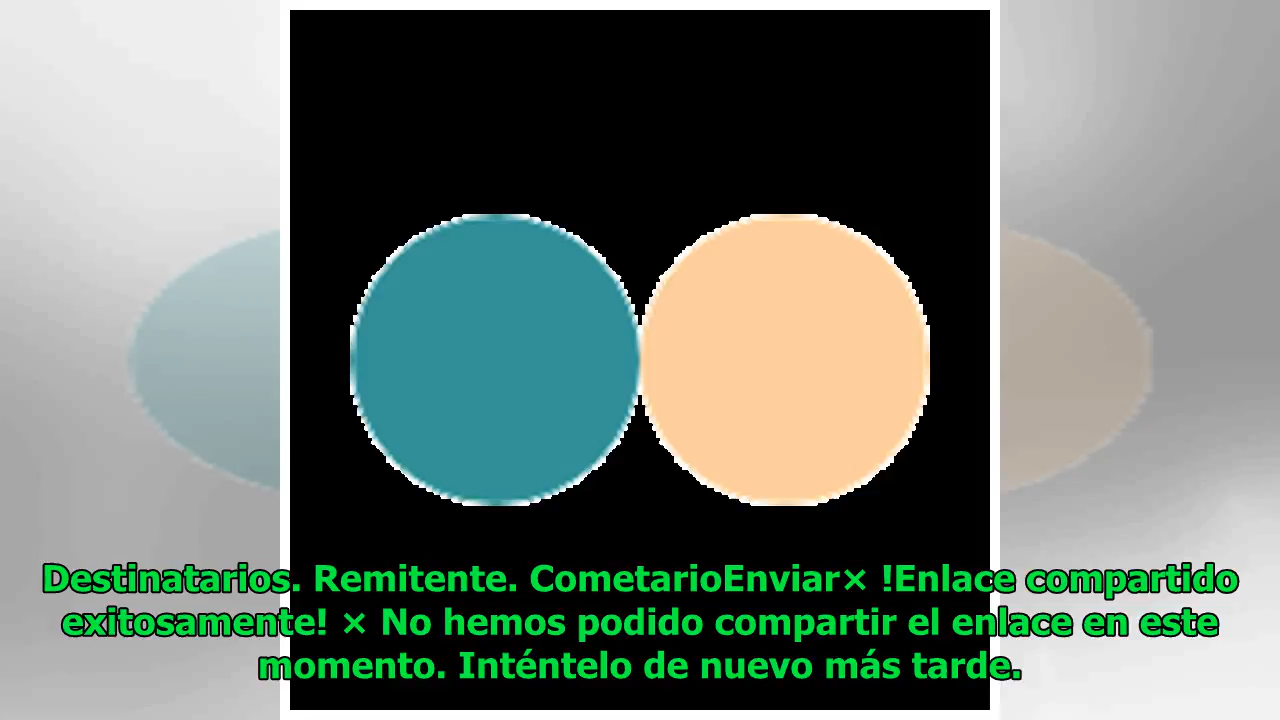 Destinatarios. Remitente. CometarioEnviar× !Enlace compartido
exitosamente! × No hemos podido compartir el enlace en este
momento. Inténtelo de nuevo más tarde.